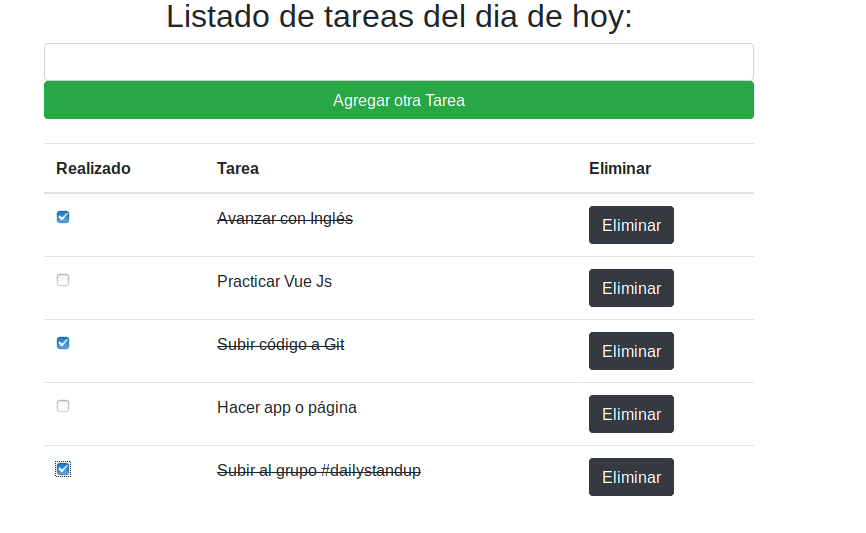 Listado de tareas del dia de hoy:
Agregar otra Tarea
Realizado Tarea Eliminar
Avanzar con Inglés Eliminar
Practicar Vue Js Eliminar
Subir código a Git Eliminar
Hacer app o página Eliminar
Subir al grupo #dailystandup Eliminar